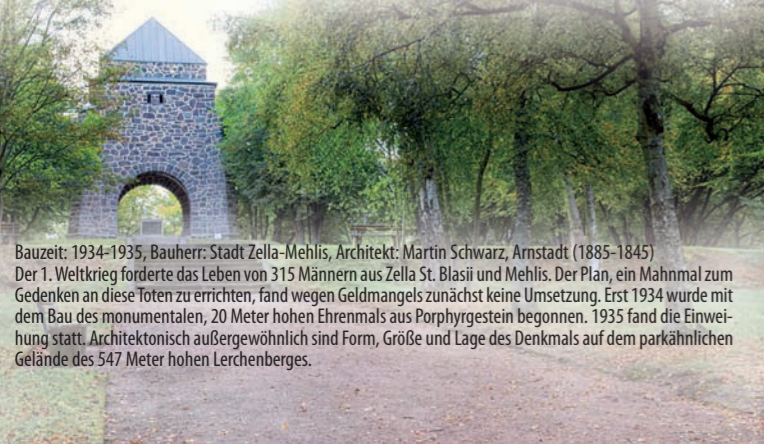 Bauzeit: 1934-1935, Bauherr: Stadt Zella-Mehlis, Architekt: Martin Schwarz, Arnstadt (1885-1845)
Der 1. Weltkrieg forderte das Leben von 315 Männern aus Zella St. Blasii und Mehlis. Der Plan, ein Mahnmal zum
Gedenken an diese Toten zu errichten, fand wegen Geldmangels zunächst keine Umsetzung. Erst 1934 wurde mit
dem Bau des monumentalen, 20 Meter hohen Ehrenmals aus Porphyrgestein begonnen. 1935 fand die Einwei-
hung statt. Architektonisch außergewöhnlich sind Form, Größe und Lage des Denkmals auf dem parkähnlichen
Gelände des 547 Meter hohen Lerchenberges.